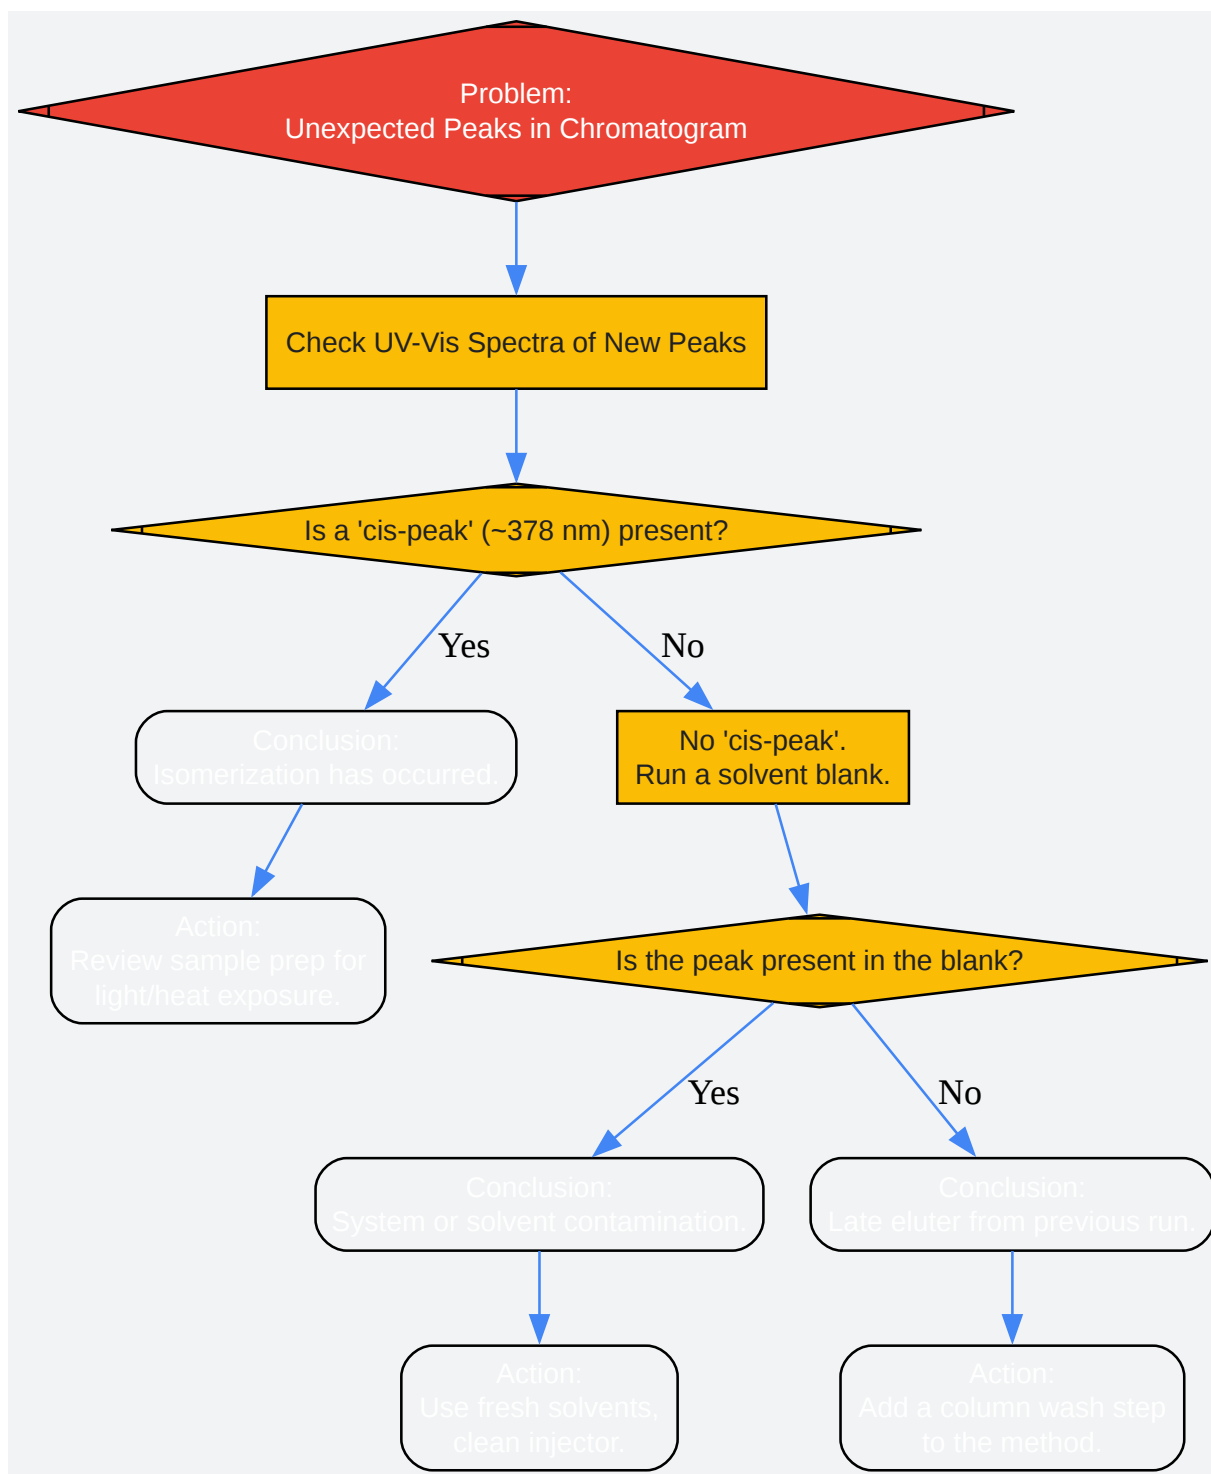 Problem:
Unexpected Peaks in Chromatogram
Check UV-Vis Spectra of New Peaks
Is a 'cis-peak' (~378 nm) present?
Yes
No
Conclusion:
Isomerization has occurred.
No 'cis-peak'.
Run a solvent blank.
Action:
Review sample prep for
light/heat exposure.
Is the peak present in the blank?
Yes
No
Conclusion:
System or solvent contamination.
Conclusion:
Late eluter from previous run.
Action:
Use fresh solvents,
clean injector.
Action:
Add a column wash step
to the method.